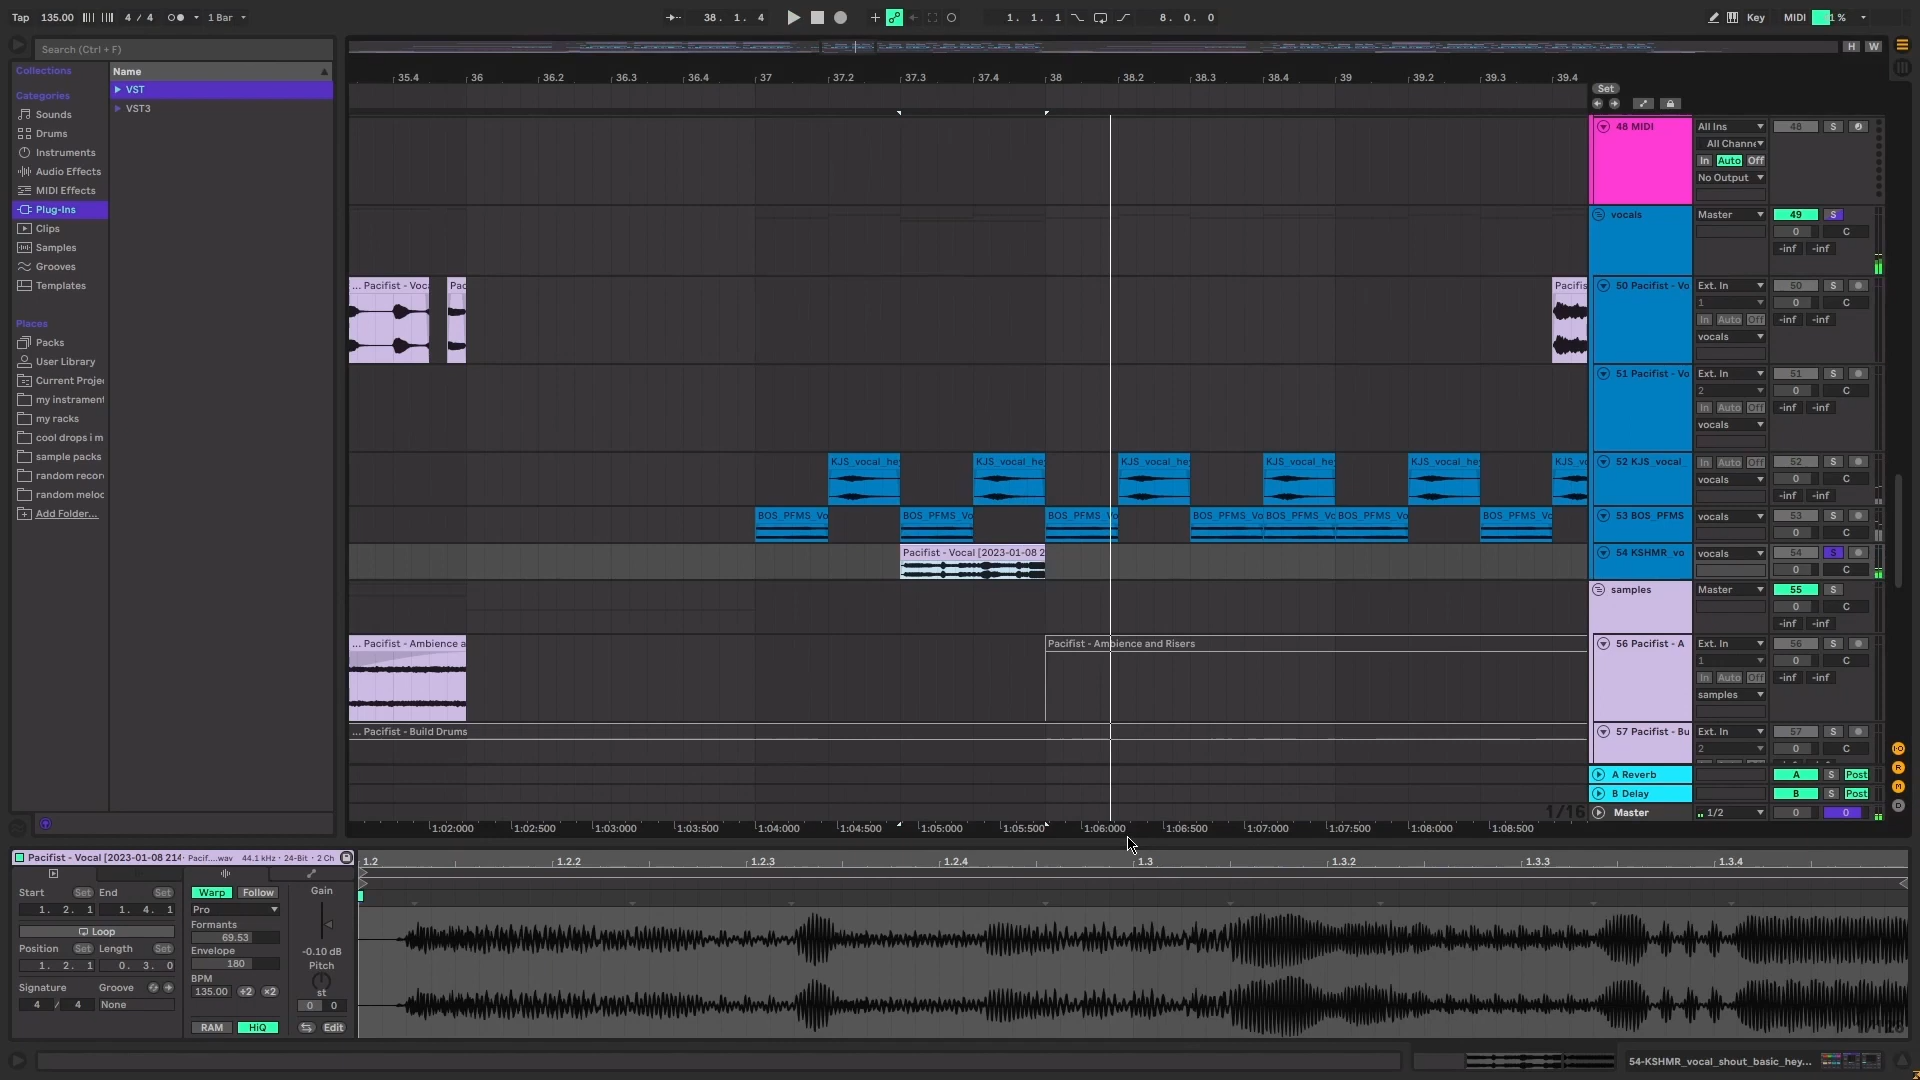 Tap 135.00 4 / 4 1 Bar 38. 1. 4 1. 1. 1 8. 0. 0 Key MIDI %
Search (Ctrl + F)
H W
Collections
Name
VST
VST3
Categories
Sounds
Drums
Instruments
Audio Effects
MIDI Effects
Plug-Ins
Clips
Samples
Grooves
Templates
Places
Packs
User Library
Current Proje
my instrament
my racks
cool drops i m
sample packs
random recor
random meloc
Add Folder...
35.4 36 36.2 36.3 36.4 37 37.2 37.3 37.4 38 38.2 38.3 38.4 39 39.2 39.3 39.4
Set
48 MIDI All Ins 48 S
All Channe
In Auto Off
No Output
vocals Master 49 S
0 C
-inf -inf
... Pacifist - Voca Pac Pacifis 50 Pacifist - Vo Ext. In 50 S
1 0 C
In Auto Off -inf -inf
vocals
51 Pacifist - Vo Ext. In 51 S
2 0 C
In Auto Off -inf -inf
vocals
KJS_vocal_he KJS_vocal_he KJS_vocal_he KJS_vocal_he KJS_vocal_he KJS_vo 52 KJS_vocal_ In Auto Off 52 S
vocals 0 C
-inf -inf
BOS_PFMS_Vo BOS_PFMS_Vo BOS_PFMS_Vo BOS_PFMS_Vo BOS_PFMS_Vo BOS_PFMS_Vo BOS_PFMS_Vo 53 BOS_PFMS vocals 53 S
0 C
Pacifist - Vocal [2023-01-08 2 54 KSHMR_vo vocals 54 S
0 C
samples Master 55 S
0 C
-inf -inf
... Pacifist - Ambience a Pacifist - Ambience and Risers 56 Pacifist - A Ext. In 56 S
1 0 C
In Auto Off -inf -inf
samples
... Pacifist - Build Drums 57 Pacifist - Bu Ext. In 57 S
2 0 C
A Reverb A S Post
B Delay B S Post
1/16 Master 1/2 0 0
1:02:000 1:02:500 1:03:000 1:03:500 1:04:000 1:04:500 1:05:000 1:05:500 1:06:000 1:06:500 1:07:000 1:07:500 1:08:000 1:08:500
Pacifist - Vocal [2023-01-08 214 Pacif....wav 44.1 kHz · 24-Bit · 2 Ch
1.2 1.2.2 1.2.3 1.2.4 1.3 1.3.2 1.3.3 1.3.4
Start Set End Set
1. 2. 1 1. 4. 1
Loop
Position Set Length Set
1. 2. 1 0. 3. 0
Signature Groove
4 / 4 None
Warp Follow
Pro
Formants
69.53
Envelope
180
BPM
135.00 ÷2 ×2
RAM HiQ
Gain
-0.10 dB
Pitch
st
0 0
Edit
1/128
54-KSHMR_vocal_shout_basic_hey...